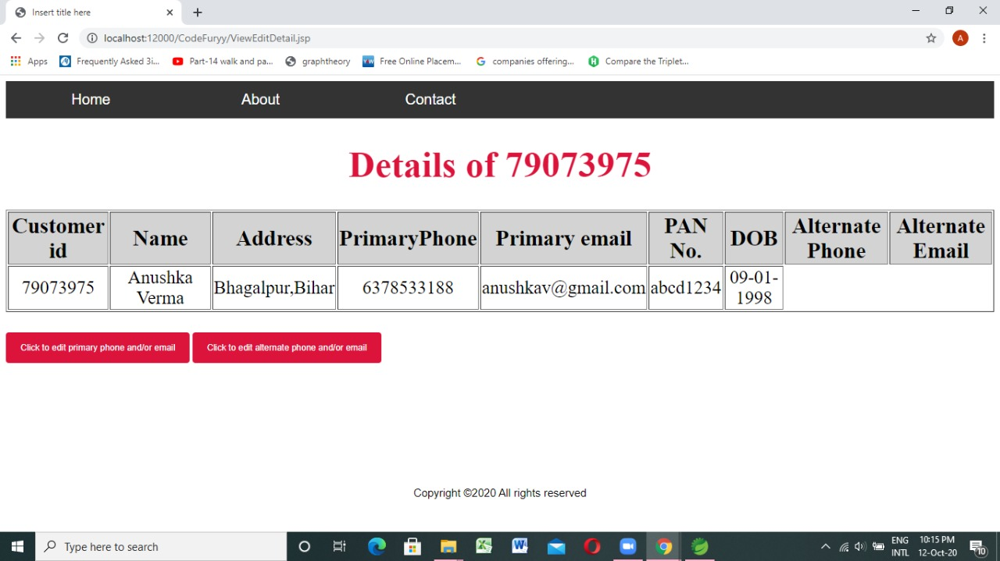 Insert title here
localhost:12000/CodeFuryy/ViewEditDetail.jsp
A
Apps Frequently Asked 3i... Part-14 walk and pa... graphtheory YW Free Online Placem... G companies offering... H Compare the Triplet...
Home About Contact
Details of 79073975
Customer id Name Address PrimaryPhone Primary email PAN No. DOB Alternate Phone Alternate Email
79073975 Anushka Verma Bhagalpur,Bihar 6378533188 anushkav@gmail.com abcd1234 09-01-1998
Click to edit primary phone and/or email Click to edit alternate phone and/or email
Copyright ©2020 All rights reserved
Type here to search
ENG 10:15 PM
INTL 12-Oct-20 10